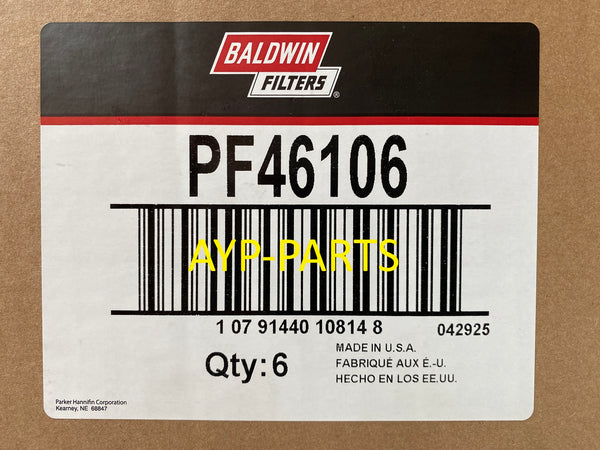 BALDWIN
FILTERS®
PF46106
AYP-PARTS
1 07 91440 10814 8
042925
Qty: 6
MADE IN U.S.A.
FABRIQUÉ AUX É.-U.
HECHO EN LOS EE.UU.
Parker Hannifin Corporation
Kearney, NE 68847